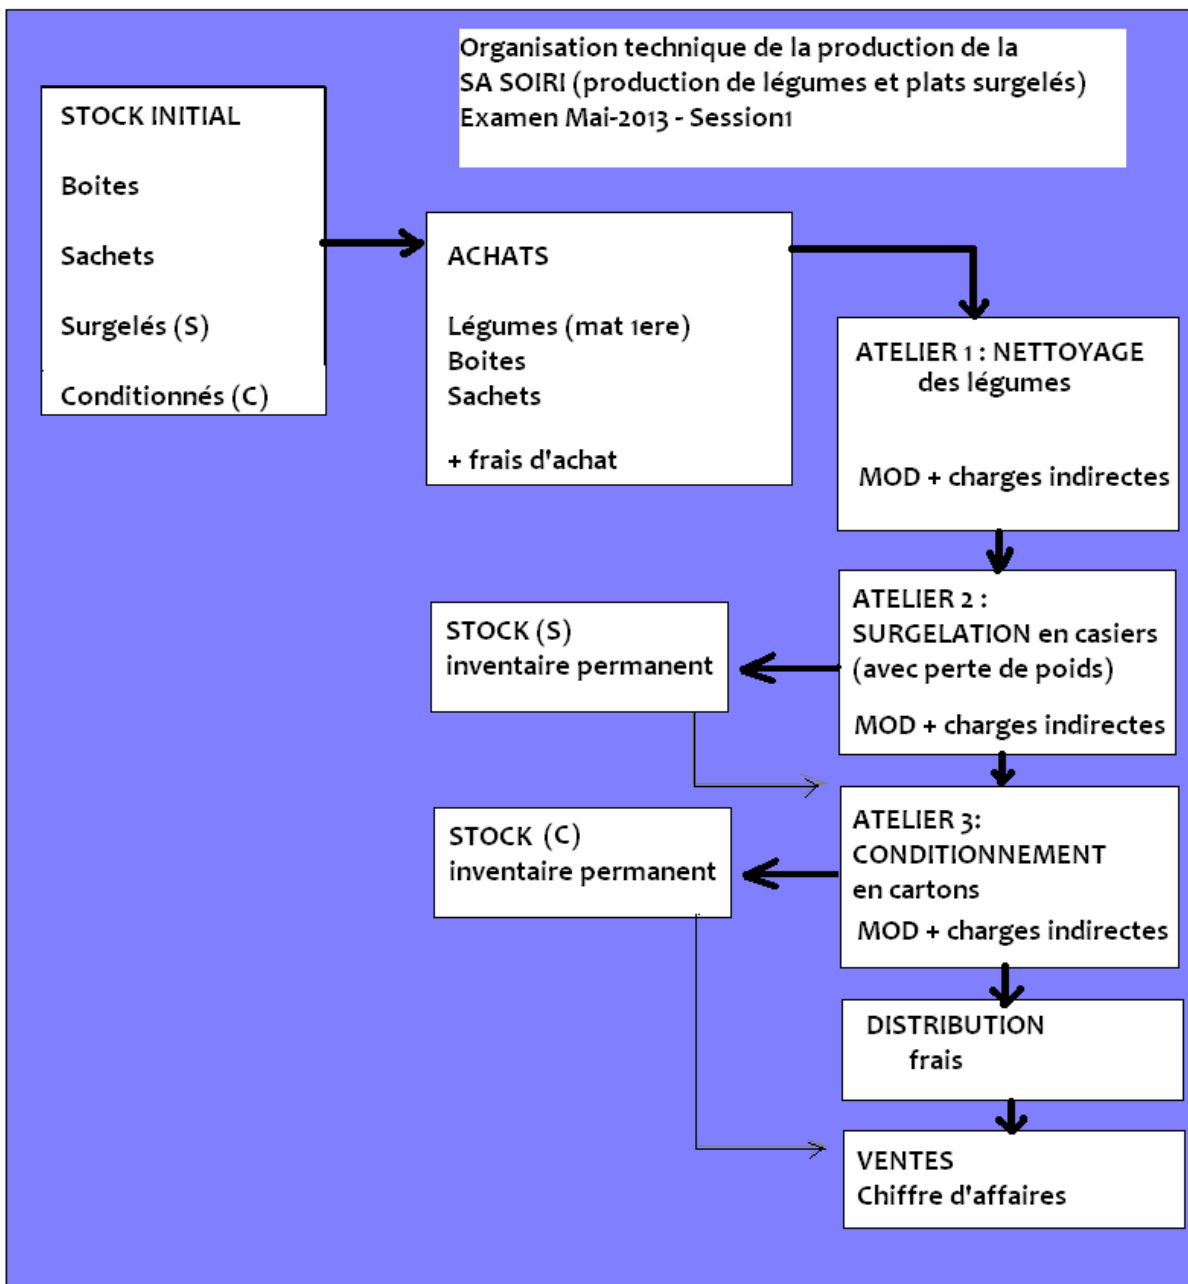 Organisation technique de la production de la
SA SOIRI (production de légumes et plats surgelés)
Examen Mai-2013 - Session1
STOCK INITIAL
Boites
Sachets
Surgelés (S)
Conditionnés (C)
ACHATS
Légumes (mat 1ere)
Boites
Sachets
+ frais d'achat
ATELIER 1 : NETTOYAGE
des légumes
MOD + charges indirectes
ATELIER 2 :
SURGELATION en casiers
(avec perte de poids)
MOD + charges indirectes
STOCK (S)
inventaire permanent
ATELIER 3:
CONDITIONNEMENT
en cartons
MOD + charges indirectes
STOCK (C)
inventaire permanent
DISTRIBUTION
frais
VENTES
Chiffre d'affaires